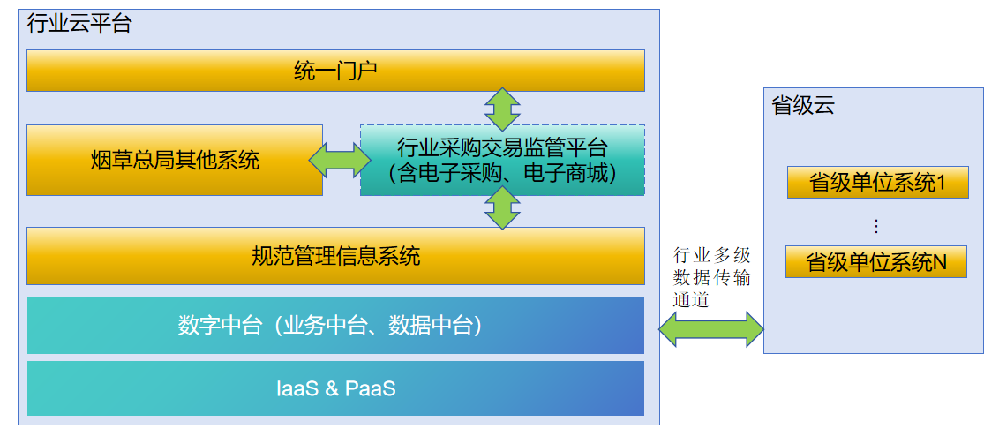 行业云平台
统一门户
烟草总局其他系统
行业采购交易监管平台
（含电子采购、电子商城）
规范管理信息系统
数字中台（业务中台、数据中台）
IaaS & PaaS
行业多级
数据传输
通道
省级云
省级单位系统1
...
省级单位系统N